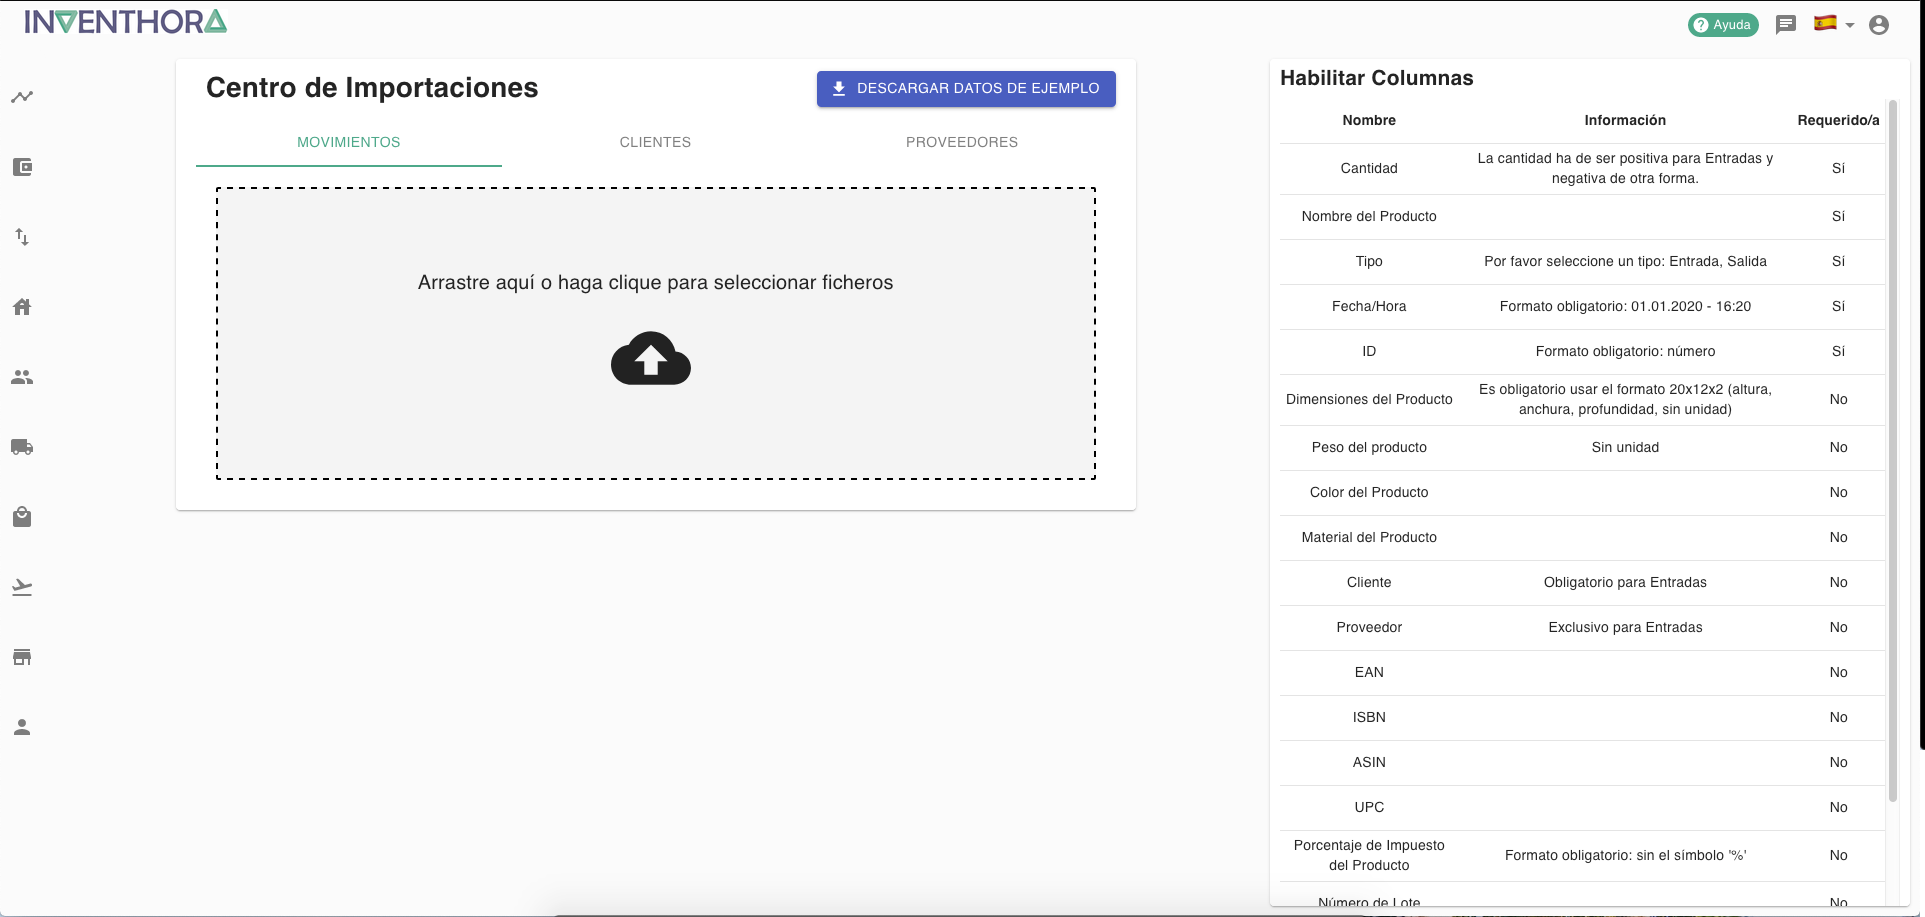 INVENTHORA
Ayuda
Centro de Importaciones
DESCARGAR DATOS DE EJEMPLO
MOVIMIENTOS CLIENTES PROVEEDORES
Arrastre aquí o haga clique para seleccionar ficheros
Habilitar Columnas
Nombre Información Requerido/a
Cantidad La cantidad ha de ser positiva para Entradas y
negativa de otra forma. Sí
Nombre del Producto Sí
Tipo Por favor seleccione un tipo: Entrada, Salida Sí
Fecha/Hora Formato obligatorio: 01.01.2020 - 16:20 Sí
ID Formato obligatorio: número Sí
Dimensiones del Producto Es obligatorio usar el formato 20x12x2 (altura,
anchura, profundidad, sin unidad) No
Peso del producto Sin unidad No
Color del Producto No
Material del Producto No
Cliente Obligatorio para Entradas No
Proveedor Exclusivo para Entradas No
EAN No
ISBN No
ASIN No
UPC No
Porcentaje de Impuesto
del Producto Formato obligatorio: sin el símbolo '%' No
Número de Lote No